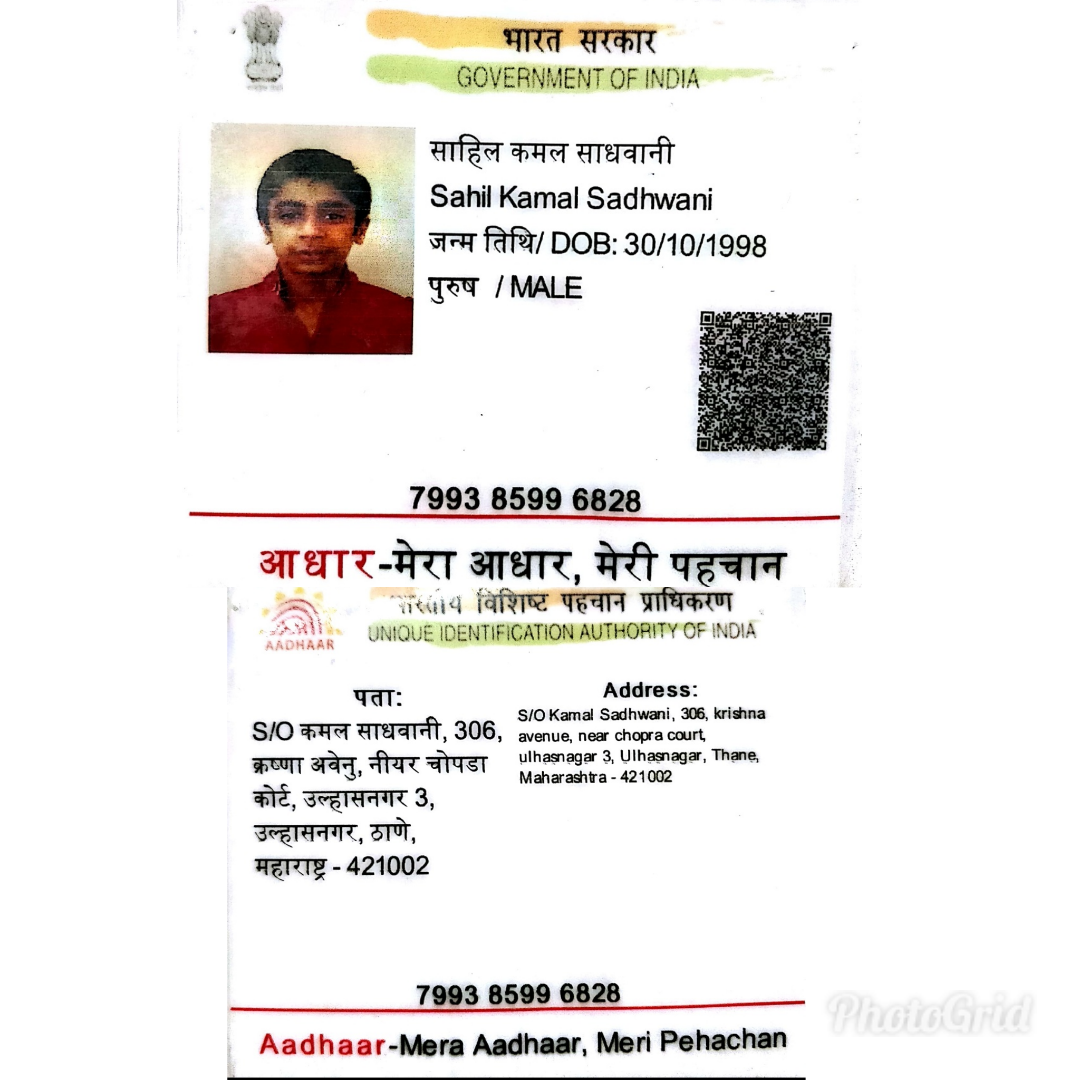 भारत सरकार
GOVERNMENT OF INDIA
साहिल कमल साधवानी
Sahil Kamal Sadhwani
जन्म तिथि/ DOB: 30/10/1998
पुरुष / MALE
7993 8599 6828
आधार-मेरा आधार, मेरी पहचान
भारतीय विशिष्ट पहचान प्राधिकरण
UNIQUE IDENTIFICATION AUTHORITY OF INDIA
AADHAAR
पता:
S/O कमल साधवानी, 306,
क्रष्णा अवेनु, नीयर चोपडा
कोर्ट, उल्हासनगर 3,
उल्हासनगर, ठाणे,
महाराष्ट्र - 421002
Address:
S/O Kamal Sadhwani, 306, krishna
avenue, near chopra court,
ulhasnagar 3, Ulhasnagar, Thane,
Maharashtra - 421002
7993 8599 6828
Aadhaar-Mera Aadhaar, Meri Pehachan
PhotoGrid